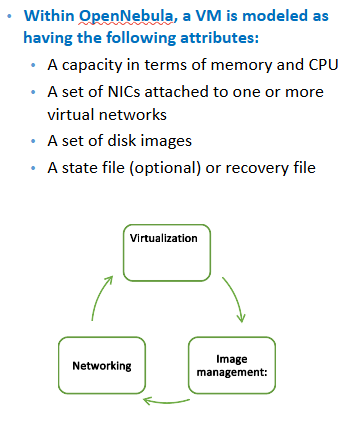 • Within OpenNebula, a VM is modeled as
having the following attributes:
• A capacity in terms of memory and CPU
• A set of NICs attached to one or more
virtual networks
• A set of disk images
• A state file (optional) or recovery file
Virtualization
Networking
Image
management: